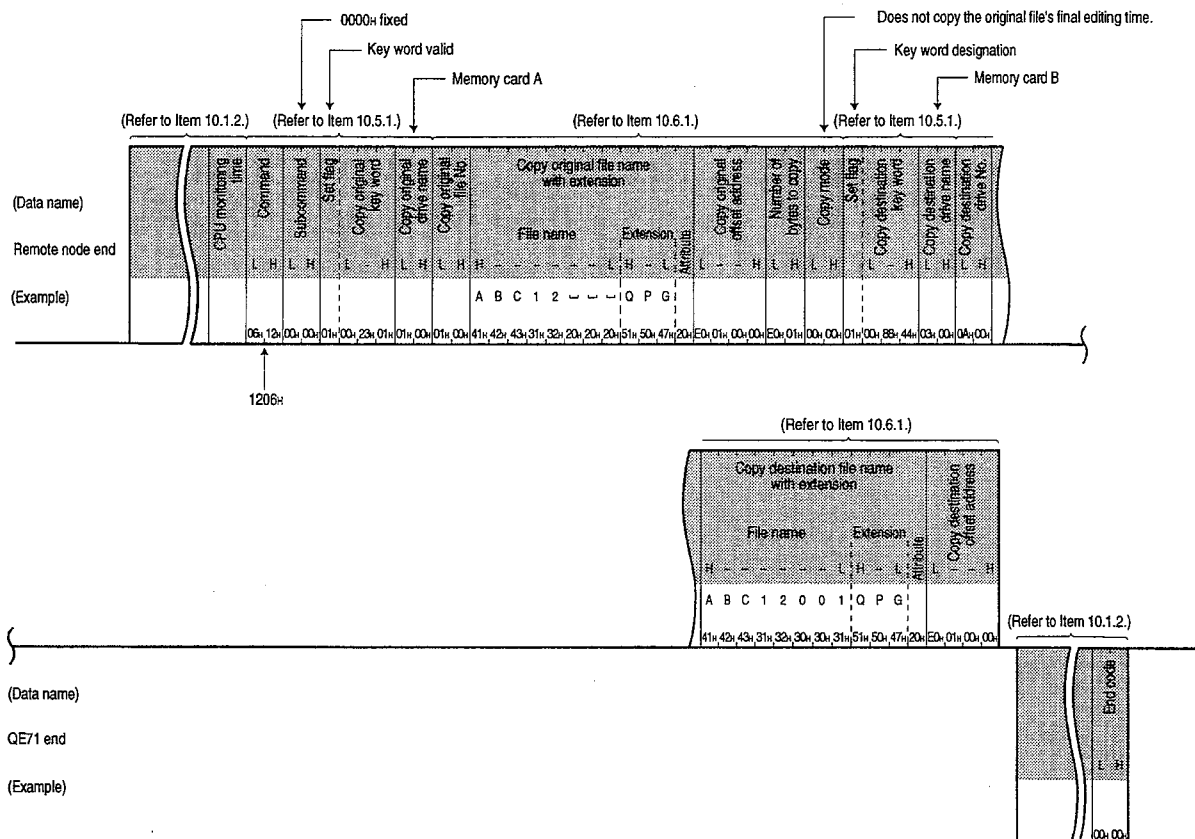 0000H fixed
Does not copy the original file's final editing time.
Key word valid
Key word designation
Memory card A
Memory card B
(Refer to Item 10.1.2.) (Refer to Item 10.5.1.) (Refer to Item 10.6.1.) (Refer to Item 10.5.1.)
(Data name)
CPU monitoring time
Command
Subcommand
Set flag
Copy original key word
Copy original drive name
Copy original file No.
Copy original file name with extension
Copy original offset address
Number of bytes to copy
Copy mode
Set flag
Copy destination key word
Copy destination drive name
Copy destination drive No.
File name
Extension
Attribute
Remote node end
L H L H L - H L H L H H - - - - - - L H - L L - - H L H L H L - H L H L H
(Example)
A B C 1 2 ␣ ␣ ␣ Q P G
06H 12H 00H 00H 01H 00H 23H 01H 01H 00H 01H 00H 41H 42H 43H 31H 32H 20H 20H 20H 51H 50H 47H 20H E0H 01H 00H 00H E0H 01H 00H 00H 01H 00H 88H 44H 03H 00H 0AH 00H
1206H
(Refer to Item 10.6.1.)
Copy destination file name with extension
Copy destination offset address
File name
Extension
Attribute
H - - - - - - L H - L L - - H
A B C 1 2 0 0 1 Q P G
41H 42H 43H 31H 32H 30H 30H 31H 51H 50H 47H 20H E0H 01H 00H 00H
(Refer to Item 10.1.2.)
(Data name)
End code
QE71 end
L H
(Example)
00H 00H